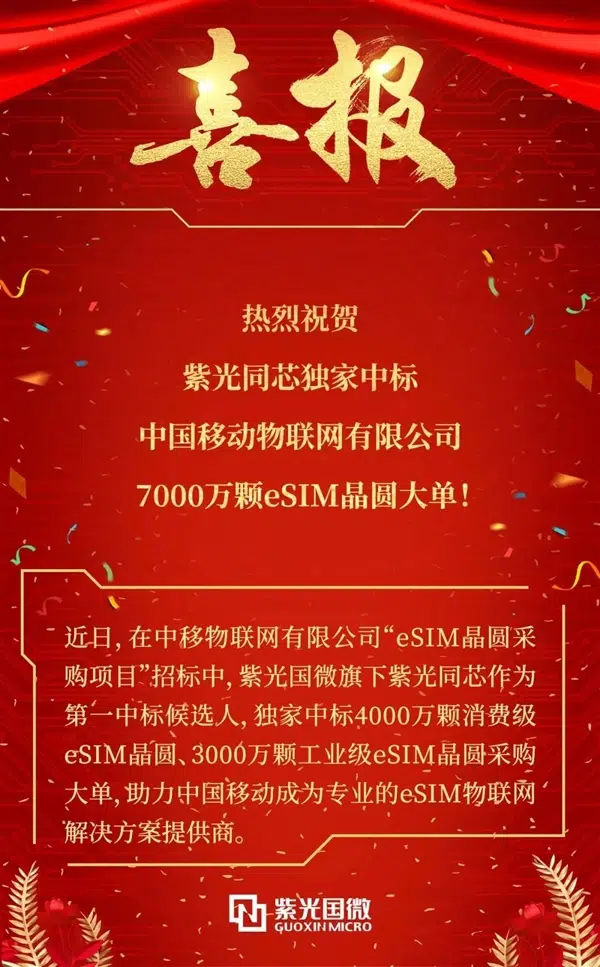 喜报
热烈祝贺
紫光同芯独家中标
中国移动物联网有限公司
7000万颗eSIM晶圆大单！
近日，在中移物联网有限公司“eSIM晶圆采
购项目”招标中，紫光国微旗下紫光同芯作为
第一中标候选人，独家中标4000万颗消费级
eSIM晶圆、3000万颗工业级eSIM晶圆采购
大单，助力中国移动成为专业的eSIM物联网
解决方案提供商。
紫光国微
GUOXIN MICRO